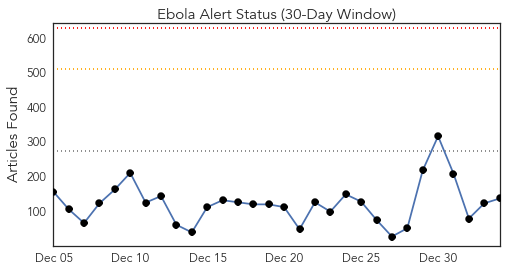 Ebola Alert Status (30-Day Window)
Articles Found
600
500
400
300
200
100
Dec 05
Dec 10
Dec 15
Dec 20
Dec 25
Dec 30